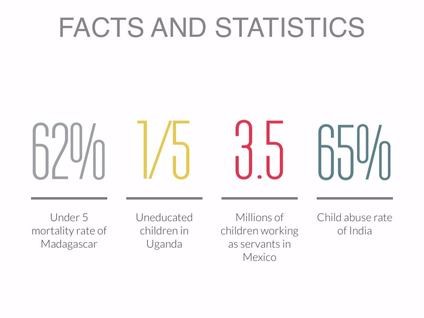 FACTS AND STATISTICS
62%
Under 5
mortality rate of
Madagascar
1/5
Uneducated
children in
Uganda
3.5
Millions of
children working
as servants in
Mexico
65%
Child abuse rate
of India